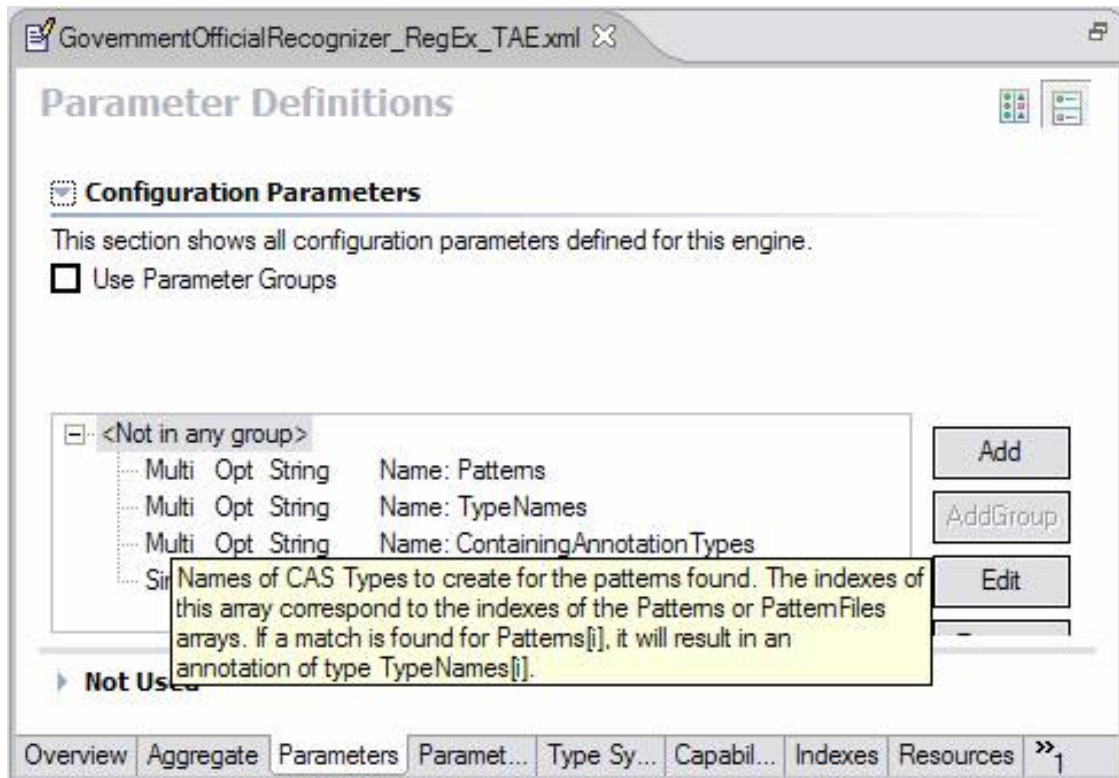 GovernmentOfficialRecognizer_RegEx_TAE.xml
Parameter Definitions
Configuration Parameters
This section shows all configuration parameters defined for this engine.
Use Parameter Groups
<Not in any group>
Multi Opt String Name: Patterns
Multi Opt String Name: TypeNames
Multi Opt String Name: ContainingAnnotationTypes
Names of CAS Types to create for the patterns found. The indexes of
this array correspond to the indexes of the Patterns or PatternFiles
arrays. If a match is found for Patterns[i], it will result in an
annotation of type TypeNames[i].
Add
AddGroup
Edit
Not Used
Overview Aggregate Parameters Paramet... Type Sy... Capabil... Indexes Resources »1